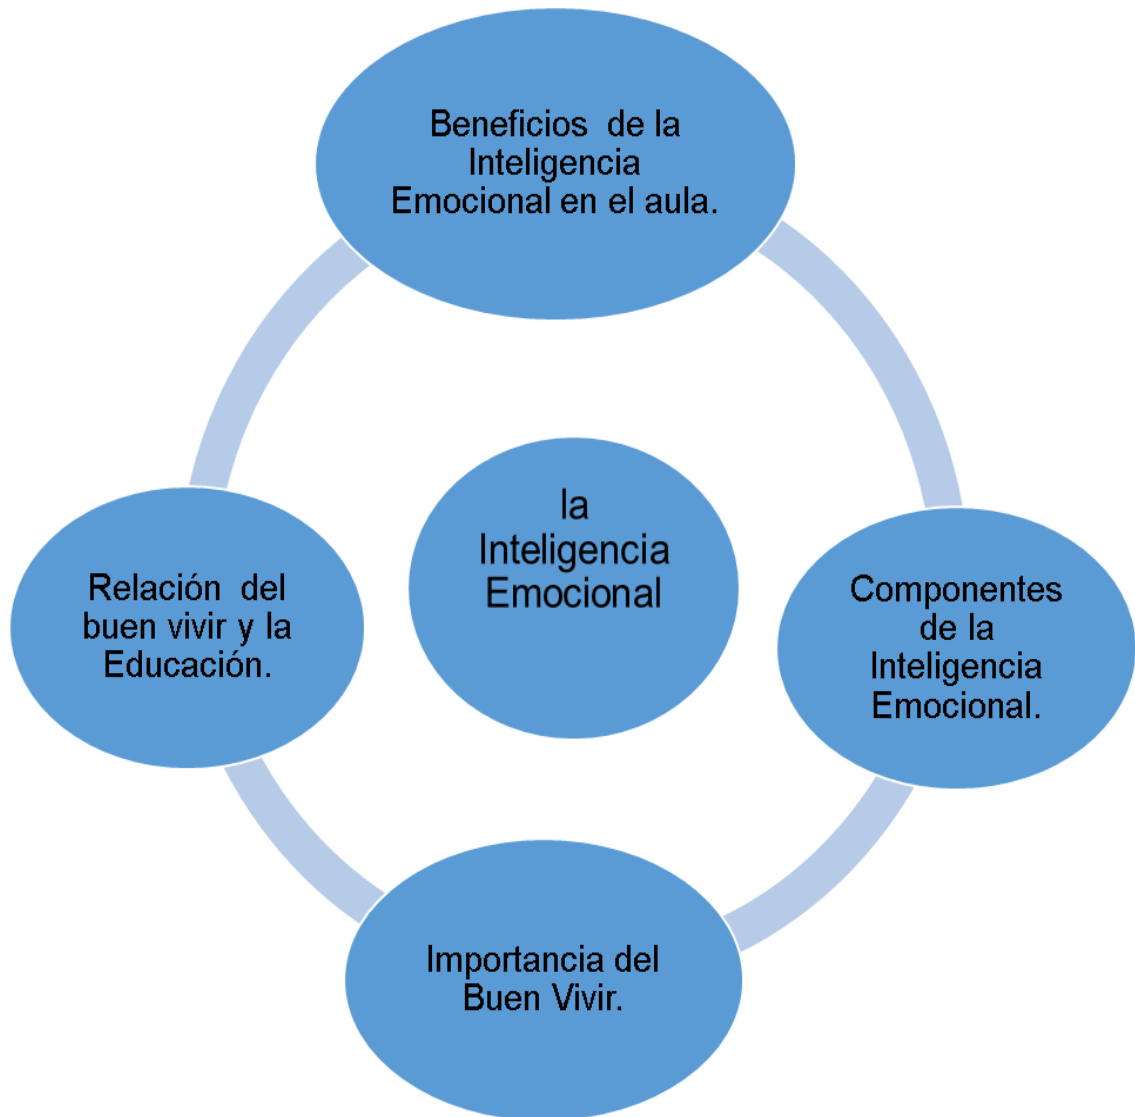 Beneficios de la
Inteligencia
Emocional en el aula.
la
Inteligencia
Emocional
Relación del
buen vivir y la
Educación.
Componentes
de la
Inteligencia
Emocional.
Importancia del
Buen Vivir.